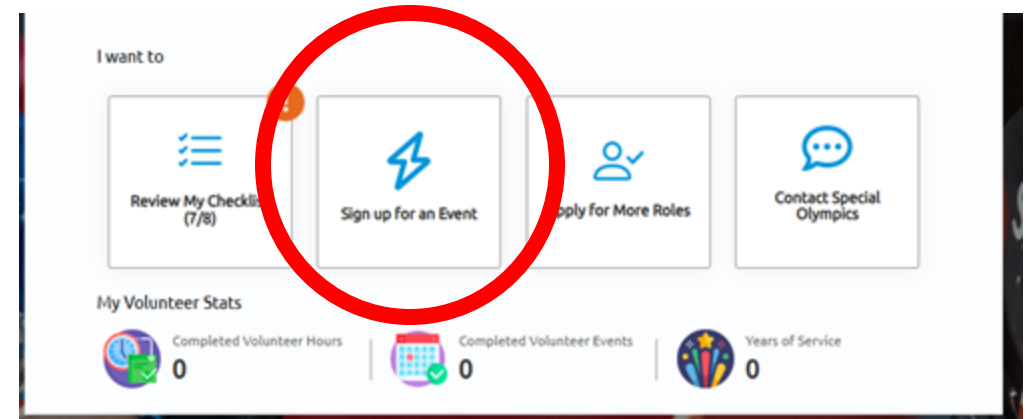 I want to
Review My Checklis
(7/8)
Sign up for an Event
pply for More Roles
Contact Special
Olympics
My Volunteer Stats
Completed Volunteer Hours
0
Completed Volunteer Events
0
Years of Service
0